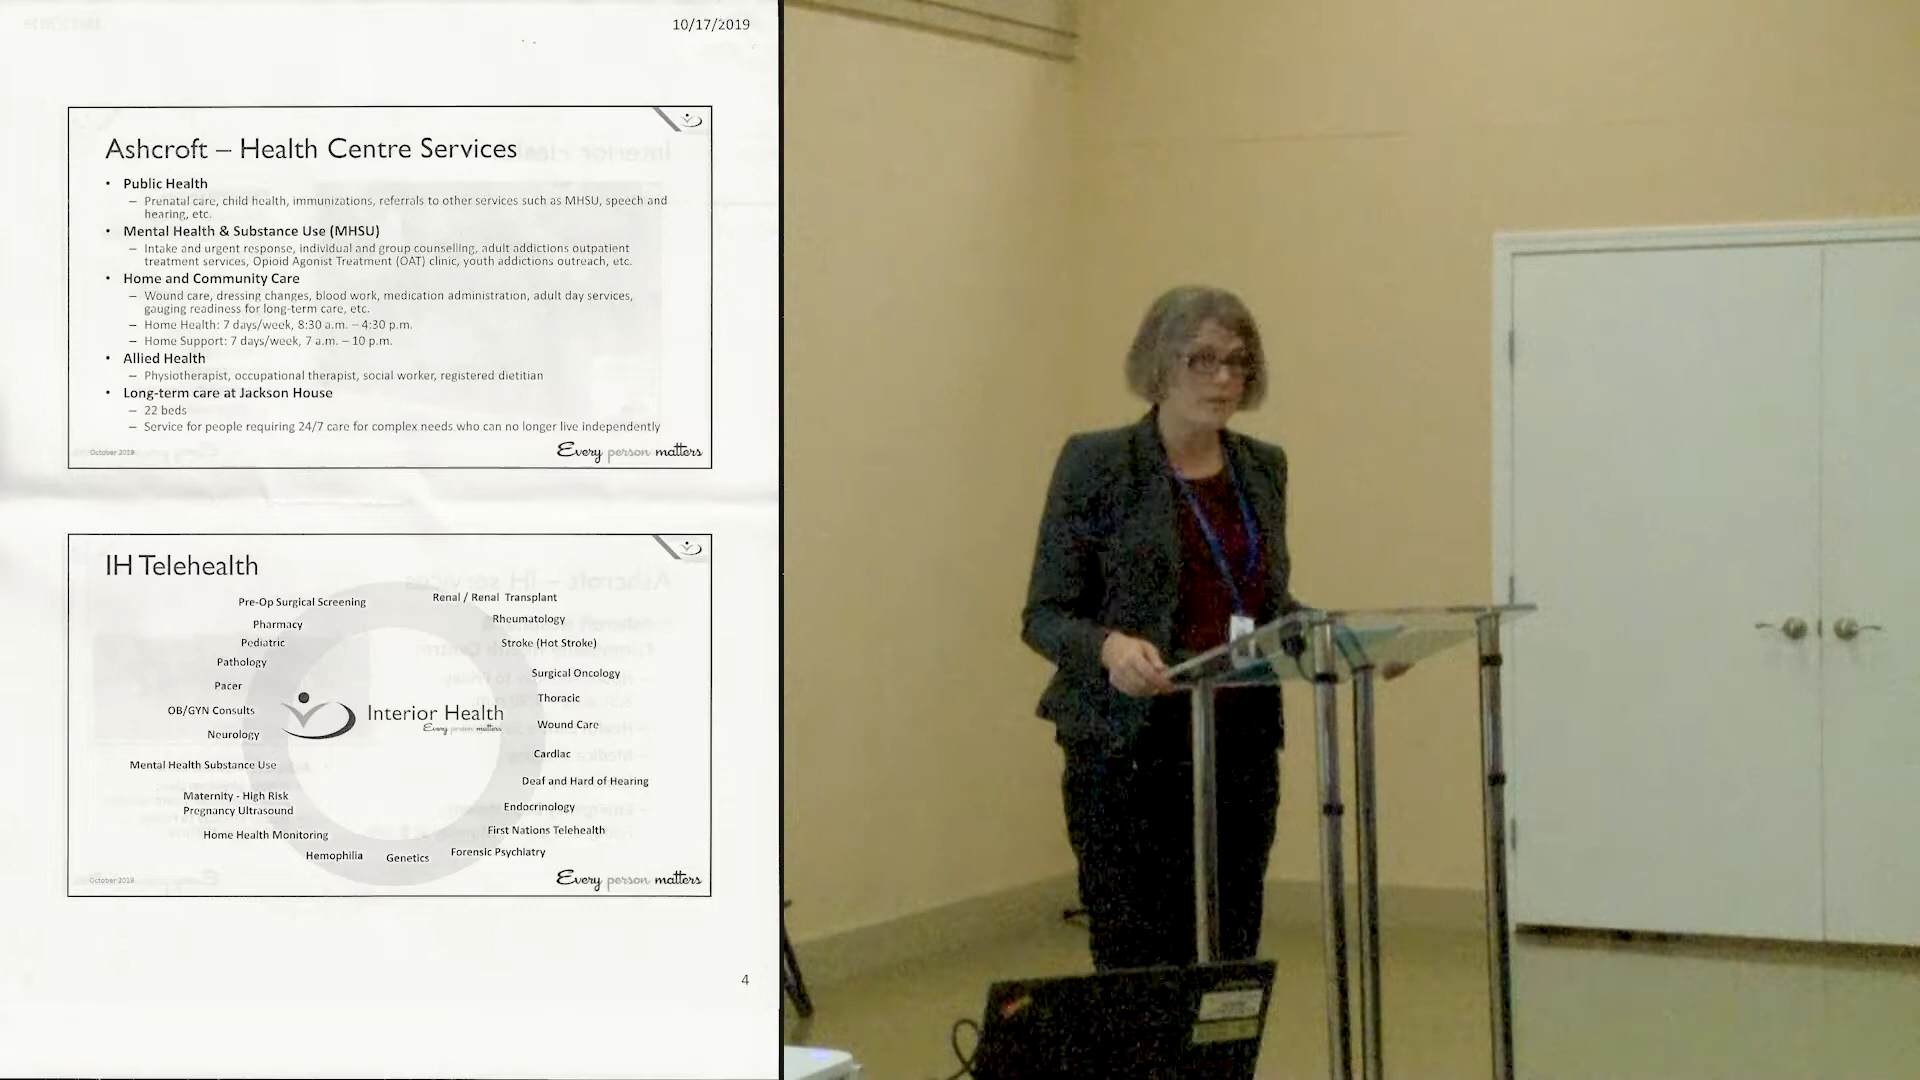 10/17/2019
Ashcroft – Health Centre Services
• Public Health
– Prenatal care, child health, immunizations, referrals to other services such as MHSU, speech and
hearing, etc.
• Mental Health & Substance Use (MHSU)
– Intake and urgent response, individual and group counselling, adult addictions outpatient
treatment services, Opioid Agonist Treatment (OAT) clinic, youth addictions outreach, etc.
• Home and Community Care
– Wound care, dressing changes, blood work, medication administration, adult day services,
gauging readiness for long-term care, etc.
– Home Health: 7 days/week, 8:30 a.m. – 4:30 p.m.
– Home Support: 7 days/week, 7 a.m. – 10 p.m.
• Allied Health
– Physiotherapist, occupational therapist, social worker, registered dietitian
• Long-term care at Jackson House
– 22 beds
– Service for people requiring 24/7 care for complex needs who can no longer live independently
October 2019
Every person matters
IH Telehealth
Pre-Op Surgical Screening
Pharmacy
Pediatric
Pathology
Pacer
OB/GYN Consults
Neurology
Mental Health Substance Use
Maternity - High Risk
Pregnancy Ultrasound
Home Health Monitoring
Hemophilia
Genetics
Forensic Psychiatry
First Nations Telehealth
Endocrinology
Deaf and Hard of Hearing
Cardiac
Wound Care
Thoracic
Surgical Oncology
Stroke (Hot Stroke)
Rheumatology
Renal / Renal Transplant
Interior Health
Every person matters
October 2019
Every person matters
4